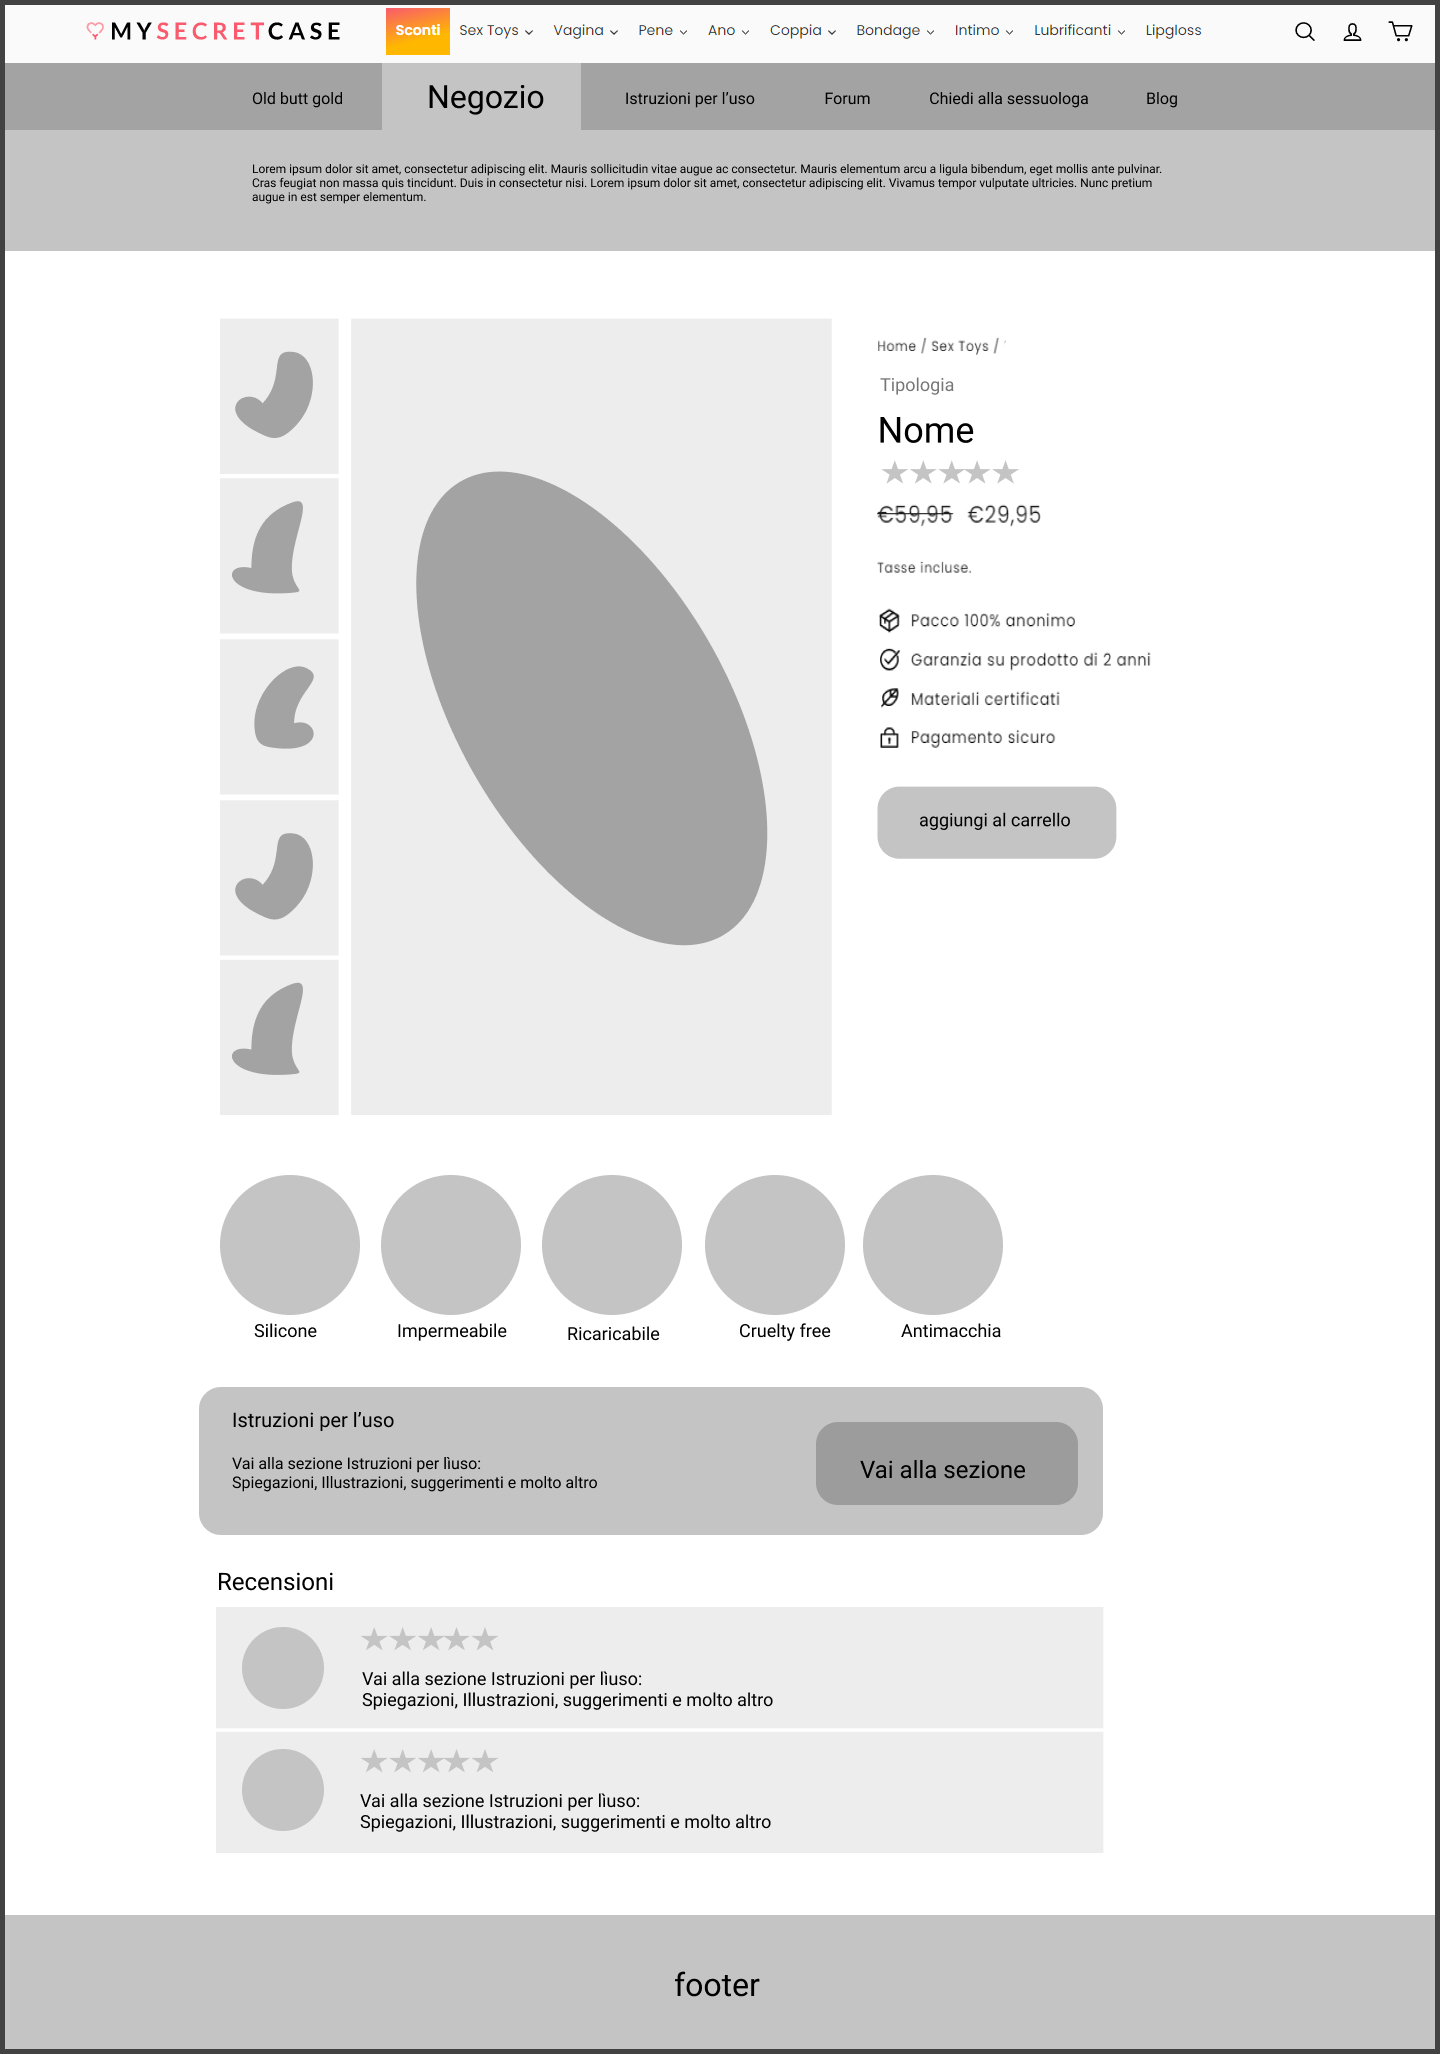 MYSECRETCASE
Sconti Sex Toys Vagina Pene Ano Coppia Bondage Intimo Lubrificanti Lipgloss
Old butt gold Negozio Istruzioni per l’uso Forum Chiedi alla sessuologa Blog
Lorem ipsum dolor sit amet, consectetur adipiscing elit. Mauris sollicitudin vitae augue ac consectetur. Mauris elementum arcu a ligula bibendum, eget mollis ante pulvinar.
Cras feugiat non massa quis tincidunt. Duis in consectetur nisi. Lorem ipsum dolor sit amet, consectetur adipiscing elit. Vivamus tempor vulputate ultricies. Nunc pretium
augue in est semper elementum.
Home / Sex Toys /
Tipologia
Nome
€59,95 €29,95
Tasse incluse.
Pacco 100% anonimo
Garanzia su prodotto di 2 anni
Materiali certificati
Pagamento sicuro
aggiungi al carrello
Silicone Impermeabile Ricaricabile Cruelty free Antimacchia
Istruzioni per l’uso
Vai alla sezione Istruzioni per lìuso:
Spiegazioni, Illustrazioni, suggerimenti e molto altro
Vai alla sezione
Recensioni
Vai alla sezione Istruzioni per lìuso:
Spiegazioni, Illustrazioni, suggerimenti e molto altro
Vai alla sezione Istruzioni per lìuso:
Spiegazioni, Illustrazioni, suggerimenti e molto altro
footer